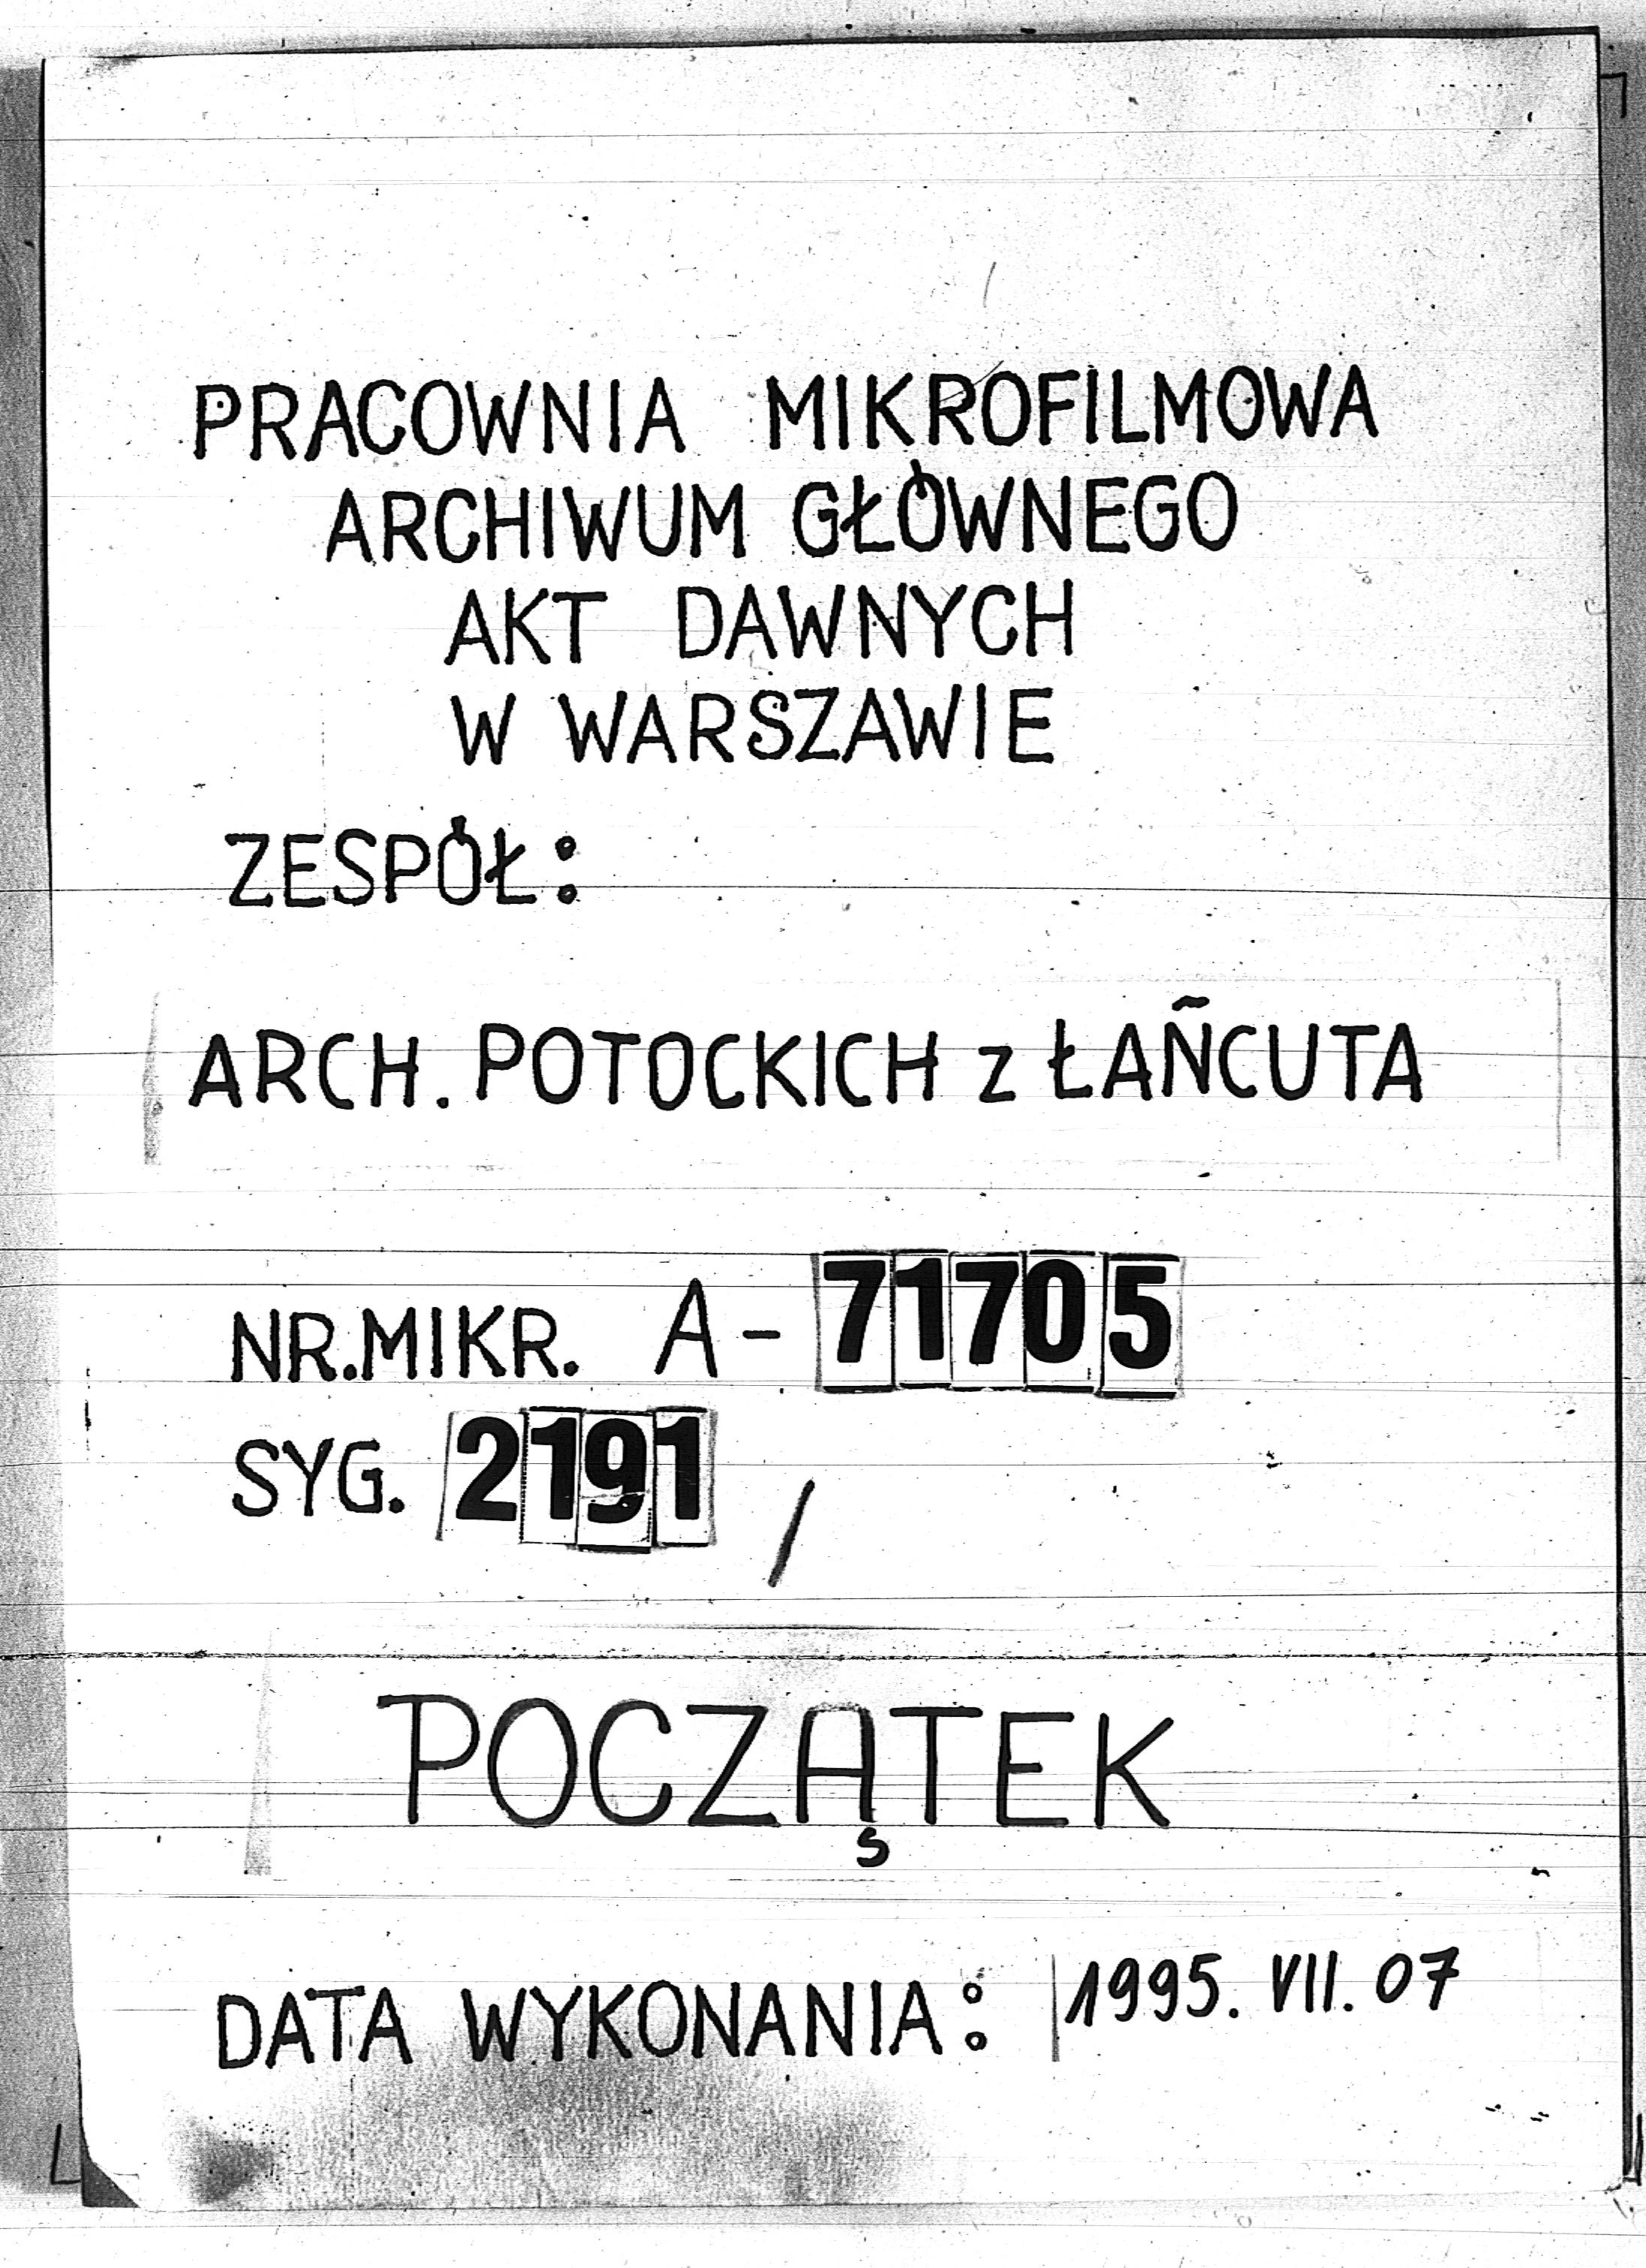 PRACOWNIA MIKROFILMOWA
ARCHIWUM GŁÓWNEGO
AKT DAWNYCH
W WARSZAWIE
ZESPÓŁ:
ARCH. POTOCKICH z ŁAŃCUTA
NR.MIKR. A-71705
SYG. 2191 /
POCZĄTEK
DATA WYKONANIA: 1995. VII. 07